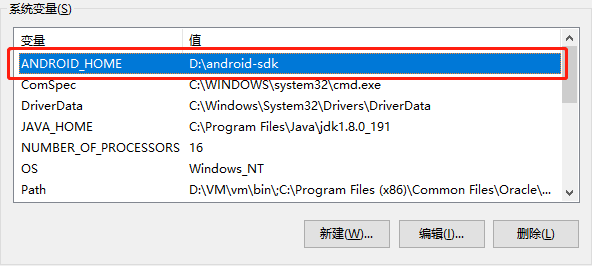 系统变量(S)
变量 值
ANDROID_HOME D:\android-sdk
ComSpec C:\WINDOWS\system32\cmd.exe
DriverData C:\Windows\System32\Drivers\DriverData
JAVA_HOME C:\Program Files\Java\jdk1.8.0_191
NUMBER_OF_PROCESSORS 16
OS Windows_NT
Path D:\VM\vm\bin\;C:\Program Files (x86)\Common Files\Oracle\...
新建(W)... 编辑(I)... 删除(L)